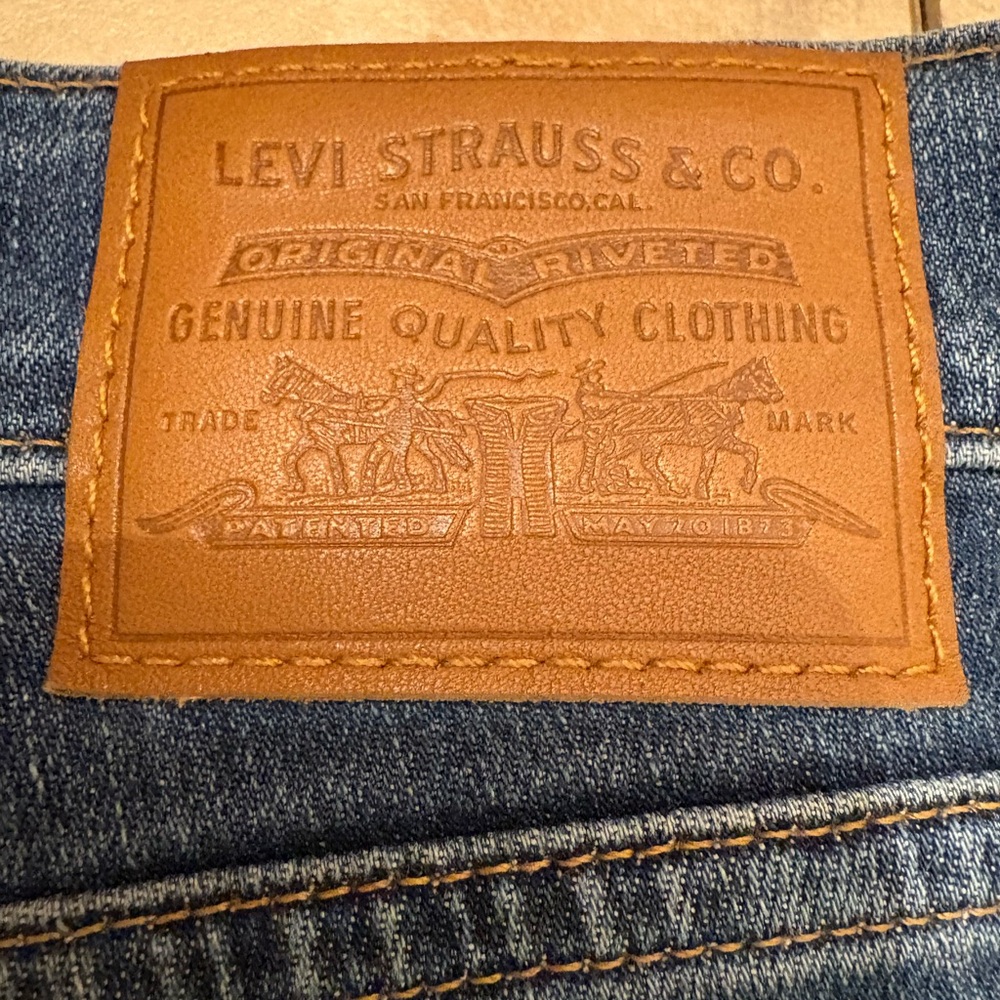 LEVI STRAUSS & CO.
SAN FRANCISCO, CAL.
ORIGINAL RIVETED
GENUINE QUALITY CLOTHING
TRADE MARK
PATENTED MAY 20 1873